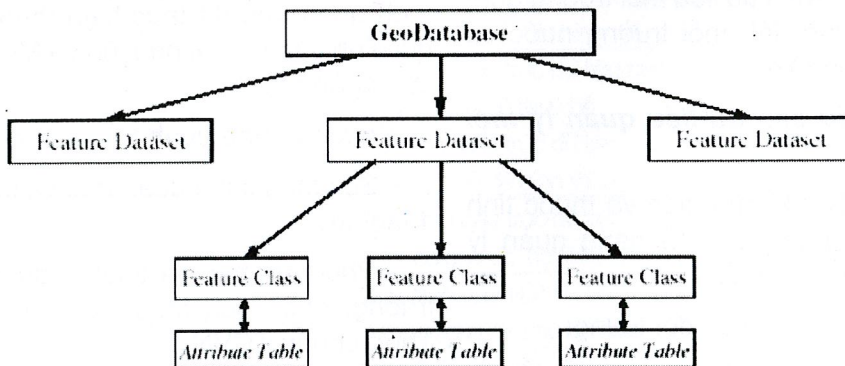 GeoDatabase
Feature Dataset
Feature Dataset
Feature Dataset
Feature Class
Feature Class
Feature Class
Attribute Table
Attribute Table
Attribute Table